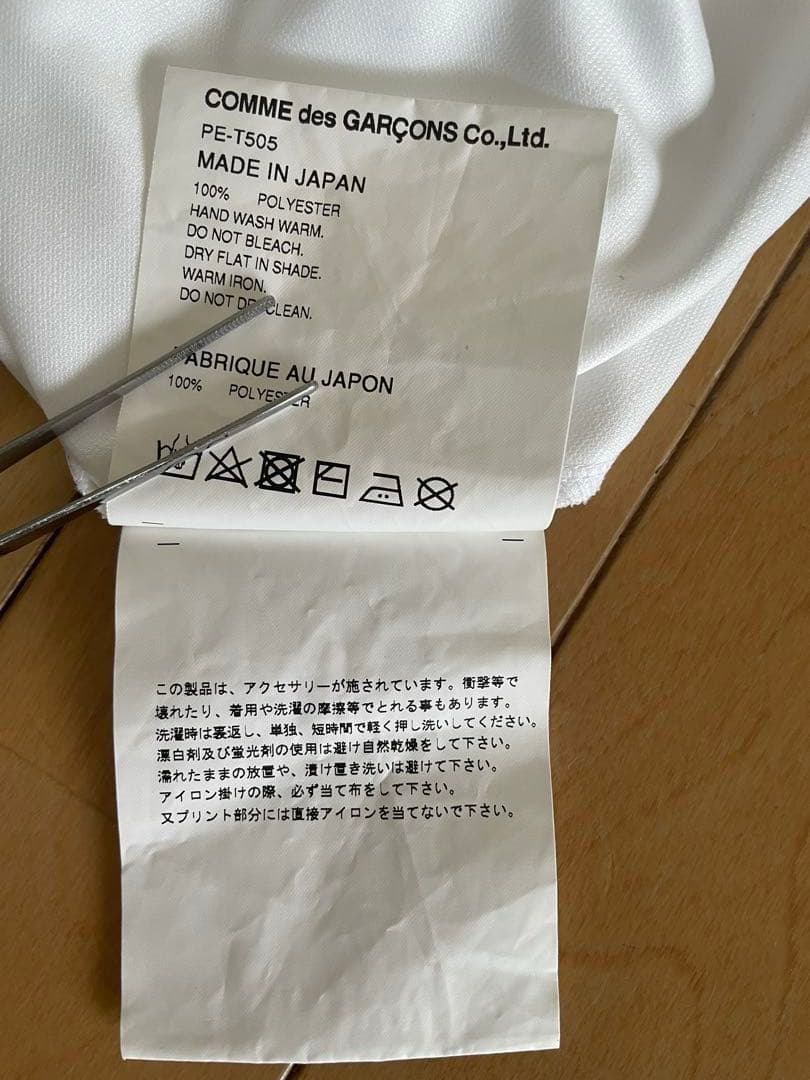 COMME des GARÇONS Co.,Ltd.
PE-T505
MADE IN JAPAN
100% POLYESTER
HAND WASH WARM.
DO NOT BLEACH.
DRY FLAT IN SHADE.
WARM IRON.
DO NOT CLEAN.
FABRIQUE AU JAPON
100% POLYESTER
この製品は、アクセサリーが施されています。衝撃等で
壊れたり、着用や洗濯の摩擦等でとれる事もあります。
洗濯時は裏返し、単独、短時間で軽く押し洗いしてください。
漂白剤及び蛍光剤の使用は避け自然乾燥をして下さい。
濡れたままの放置や、漬け置き洗いは避けて下さい。
アイロン掛けの際、必ず当て布をして下さい。
又プリント部分には直接アイロンを当てないで下さい。